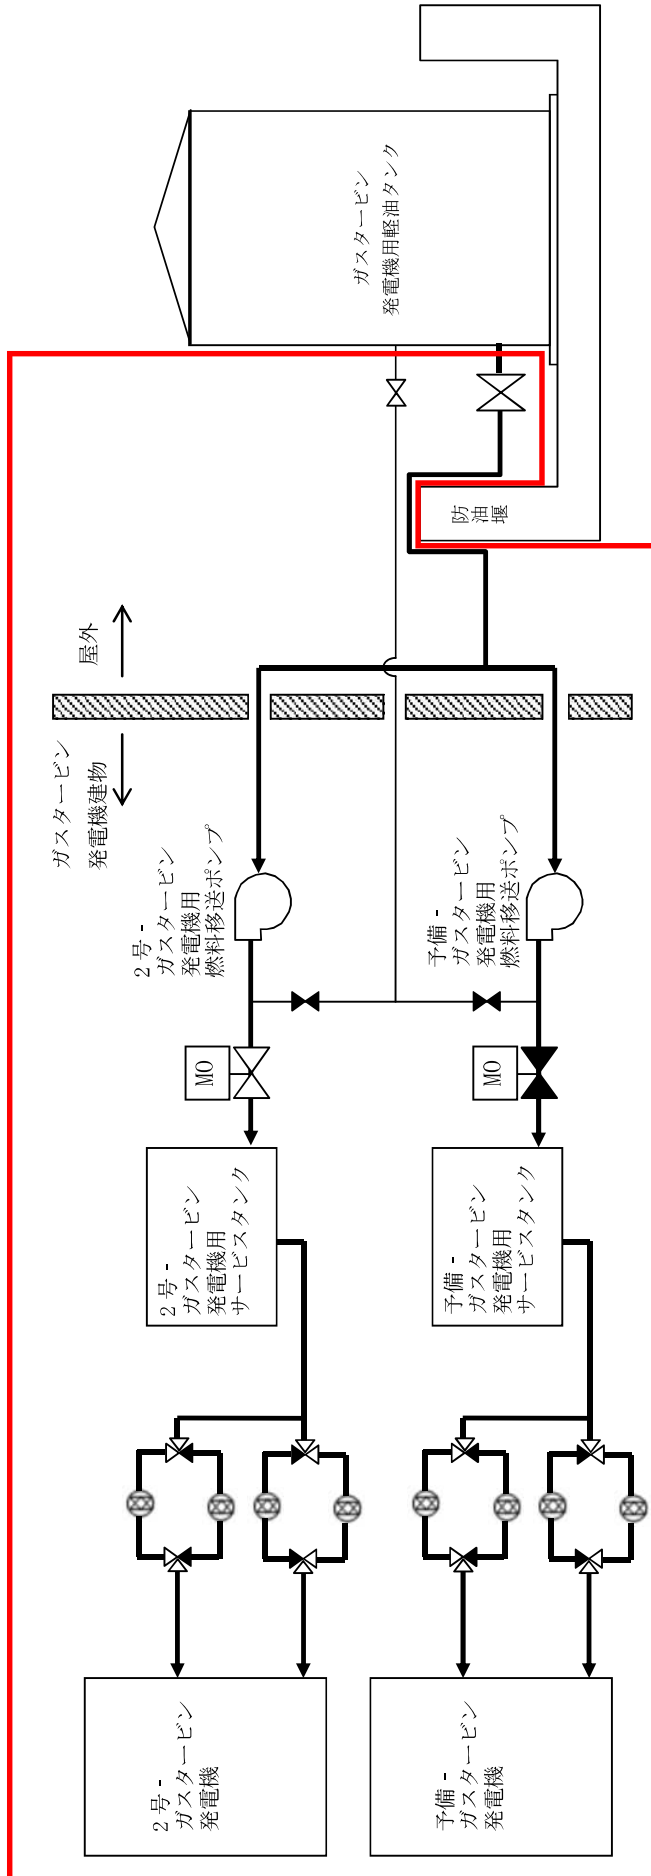 2号-
ガスタービン
発電機
予備-
ガスタービン
発電機
2号-
ガスタービン
発電機用
サービスタンク
予備-
ガスタービン
発電機用
サービスタンク
MO
MO
2号-
ガスタービン
発電機用
燃料移送ポンプ
予備-
ガスタービン
発電機用
燃料移送ポンプ
ガスタービン
発電機建物
屋外
防油堰
ガスタービン
発電機用軽油タンク